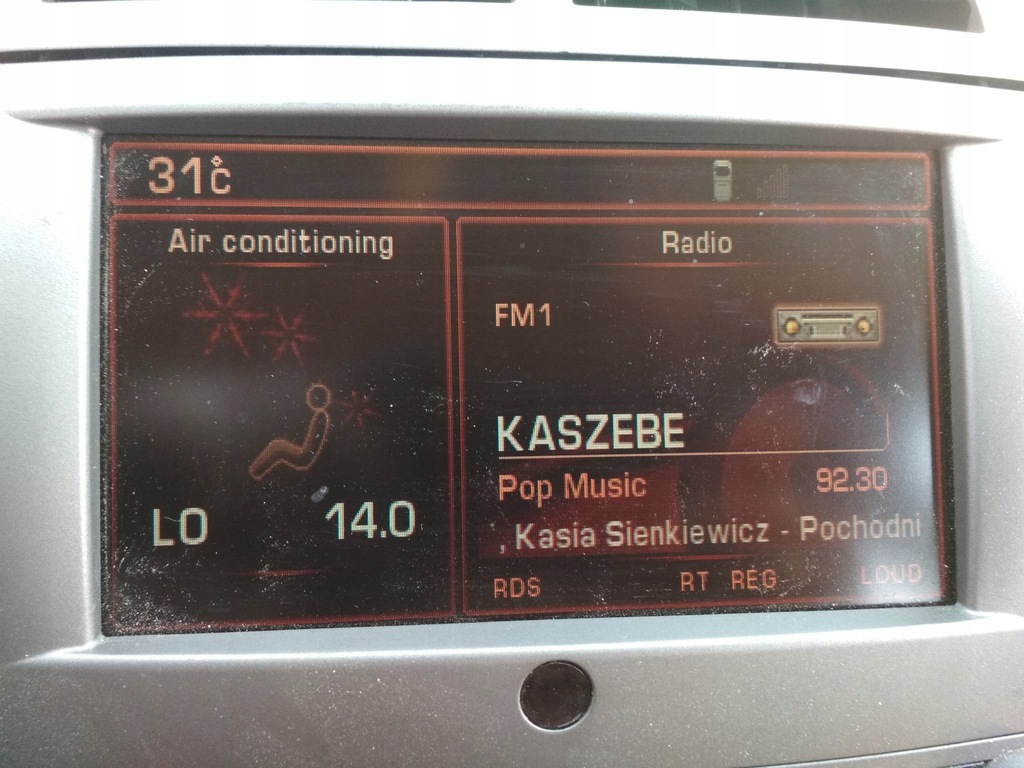 31°C
Air conditioning
LO 14.0
Radio
FM1
KASZEBE
Pop Music 92.30
, Kasia Sienkiewicz - Pochodni
RDS RT REG LOUD